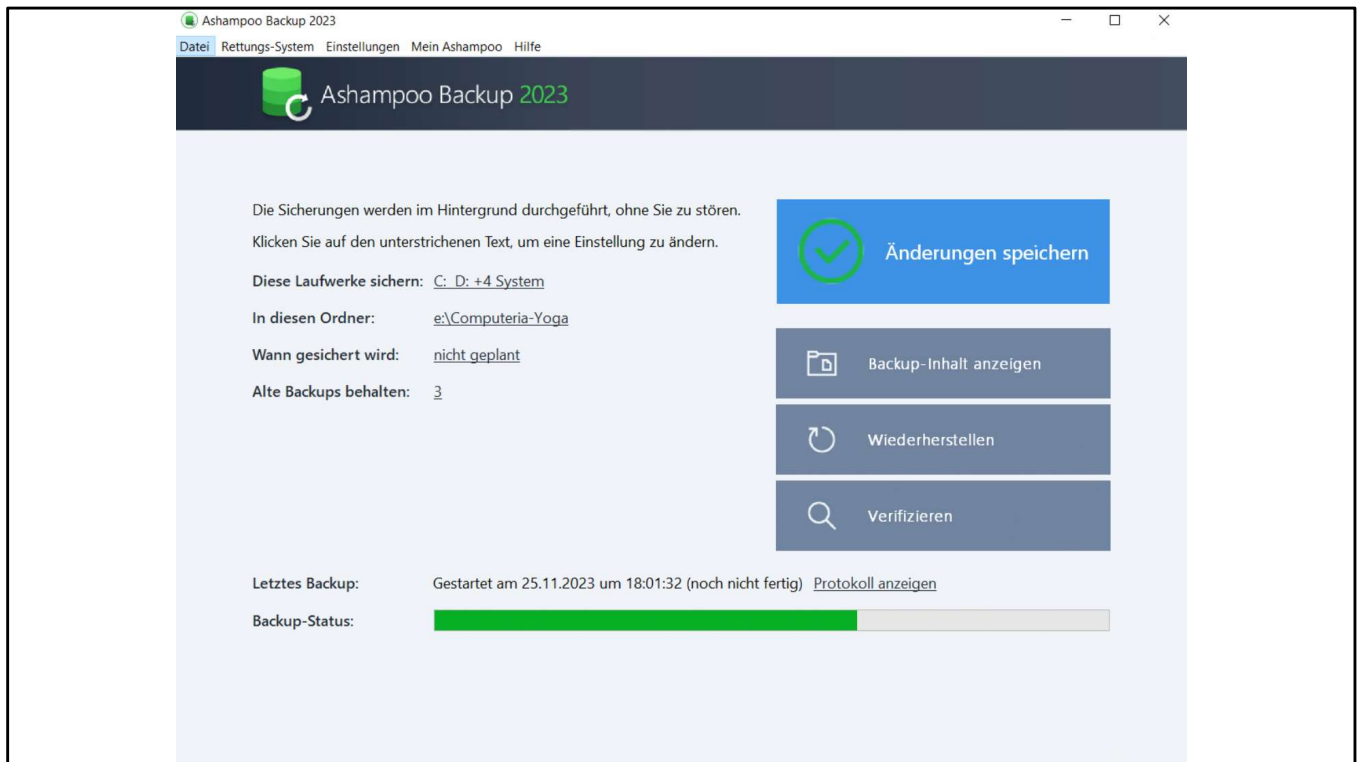 Ashampoo Backup 2023
Datei Rettungs-System Einstellungen Mein Ashampoo Hilfe
Ashampoo Backup 2023
Die Sicherungen werden im Hintergrund durchgeführt, ohne Sie zu stören.
Klicken Sie auf den unterstrichenen Text, um eine Einstellung zu ändern.
Diese Laufwerke sichern: C: D: +4 System
In diesen Ordner: e:\Computeria-Yoga
Wann gesichert wird: nicht geplant
Alte Backups behalten: 3
Änderungen speichern
Backup-Inhalt anzeigen
Wiederherstellen
Verifizieren
Letztes Backup: Gestartet am 25.11.2023 um 18:01:32 (noch nicht fertig) Protokoll anzeigen
Backup-Status: